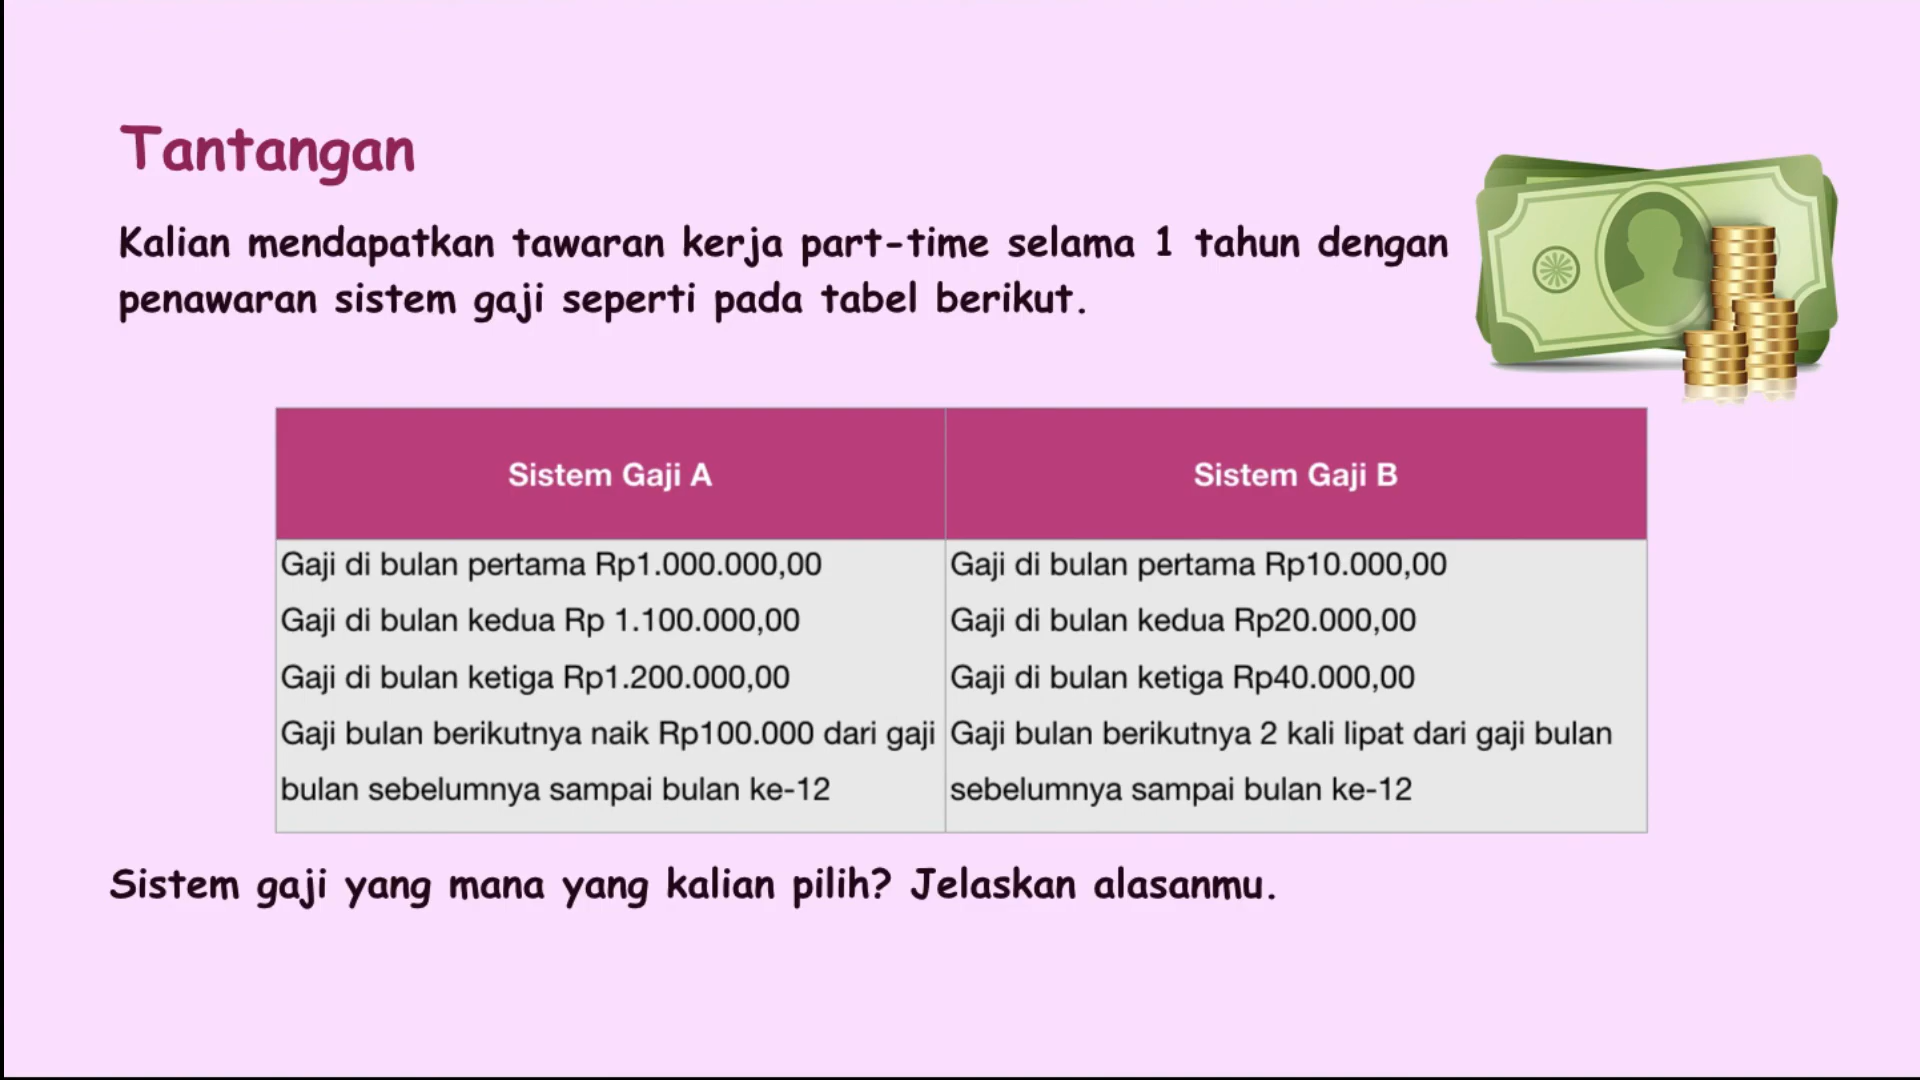 Tantangan
Kalian mendapatkan tawaran kerja part-time selama 1 tahun dengan
penawaran sistem gaji seperti pada tabel berikut.
Sistem Gaji A
Gaji di bulan pertama Rp1.000.000,00
Gaji di bulan kedua Rp 1.100.000,00
Gaji di bulan ketiga Rp1.200.000,00
Gaji bulan berikutnya naik Rp100.000 dari gaji
bulan sebelumnya sampai bulan ke-12
Sistem Gaji B
Gaji di bulan pertama Rp10.000,00
Gaji di bulan kedua Rp20.000,00
Gaji di bulan ketiga Rp40.000,00
Gaji bulan berikutnya 2 kali lipat dari gaji bulan
sebelumnya sampai bulan ke-12
Sistem gaji yang mana yang kalian pilih? Jelaskan alasanmu.